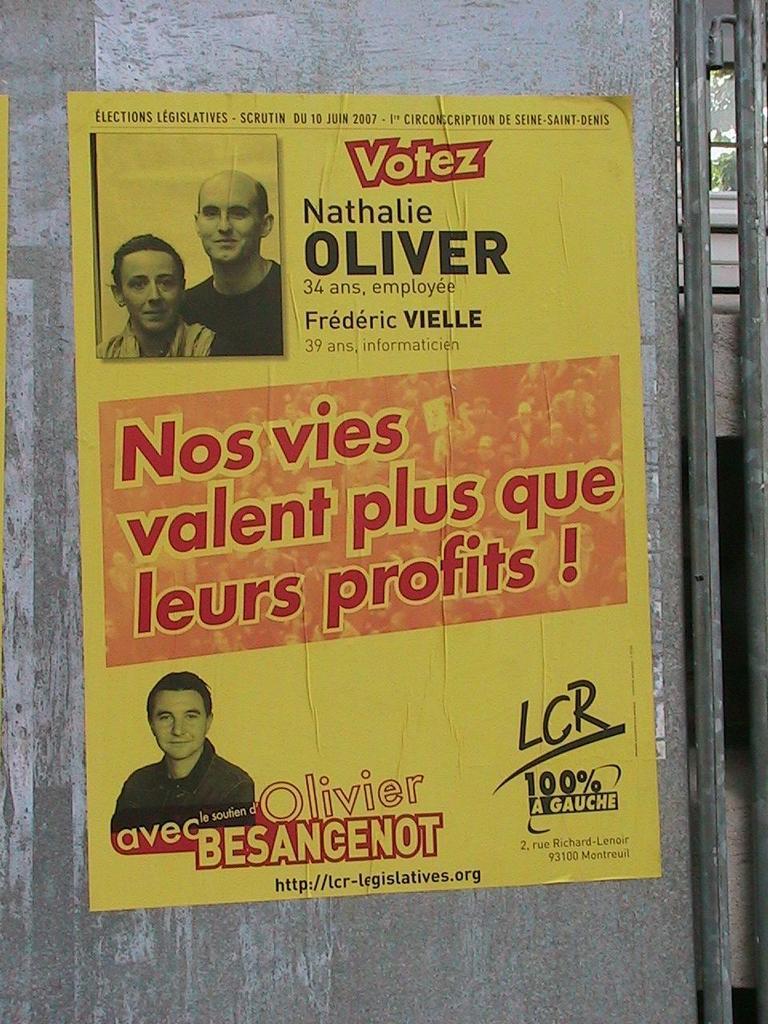 ÉLECTIONS LÉGISLATIVES - SCRUTIN DU 10 JUIN 2007 - Ire CIRCONSCRIPTION DE SEINE-SAINT-DENIS
Votez
Nathalie
OLIVER
34 ans, employée
Frédéric VIELLE
39 ans, informaticien
Nos vies
valent plus que
leurs profits !
avec le soutien d'Olivier
BESANCENOT
LCR
100%
À GAUCHE
2, rue Richard-Lenoir
93100 Montreuil
http://lcr-legislatives.org